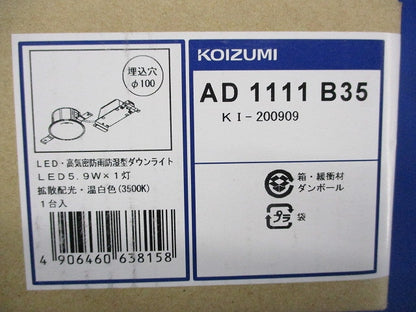 埋込穴
φ100
LED・高気密防雨防湿型ダウンライト
LED5.9W×1灯
拡散配光・温白色(3500K)
1台入
4 906460 638158
KOIZUMI
AD 1111 B35
KI-200909
箱・緩衝材
ダンボール
プラ
袋